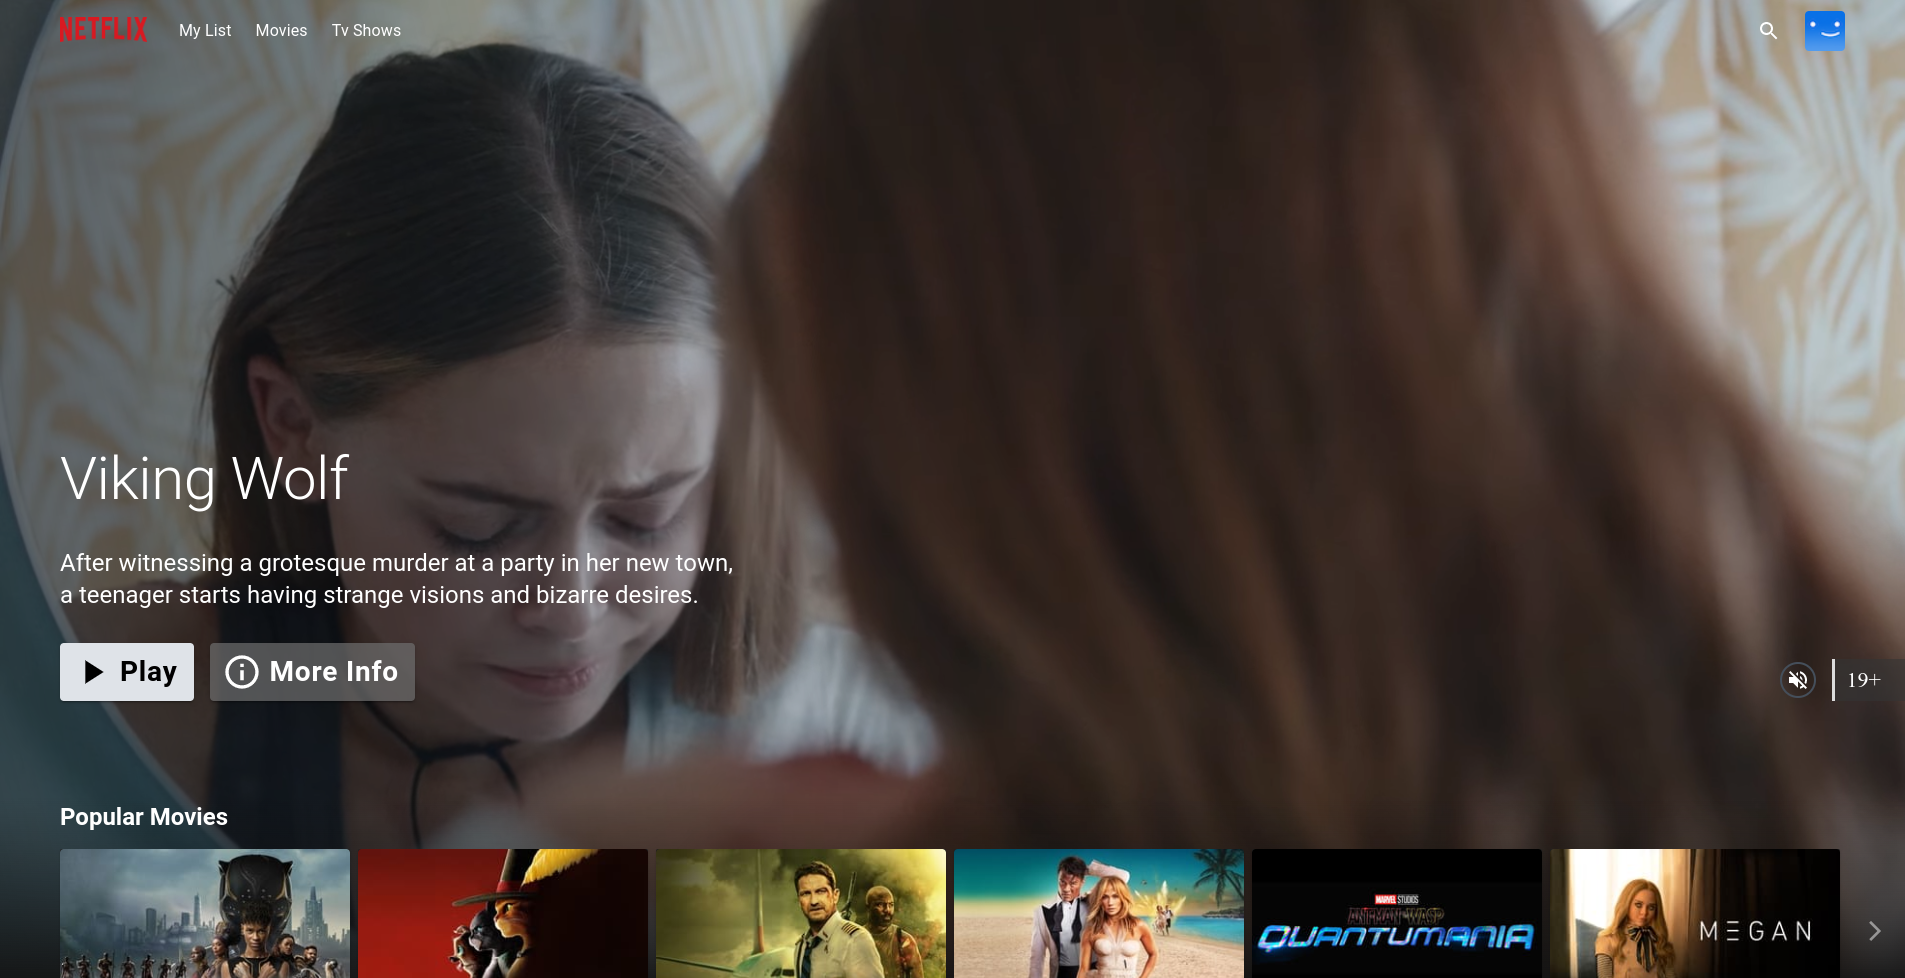 NETFLIX
My List
Movies
Tv Shows
Viking Wolf
After witnessing a grotesque murder at a party in her new town,
a teenager starts having strange visions and bizarre desires.
Play
More Info
19+
Popular Movies
MARVEL STUDIOS
ANT-MAN AND THE WASP
QUANTUMANIA
M3GAN